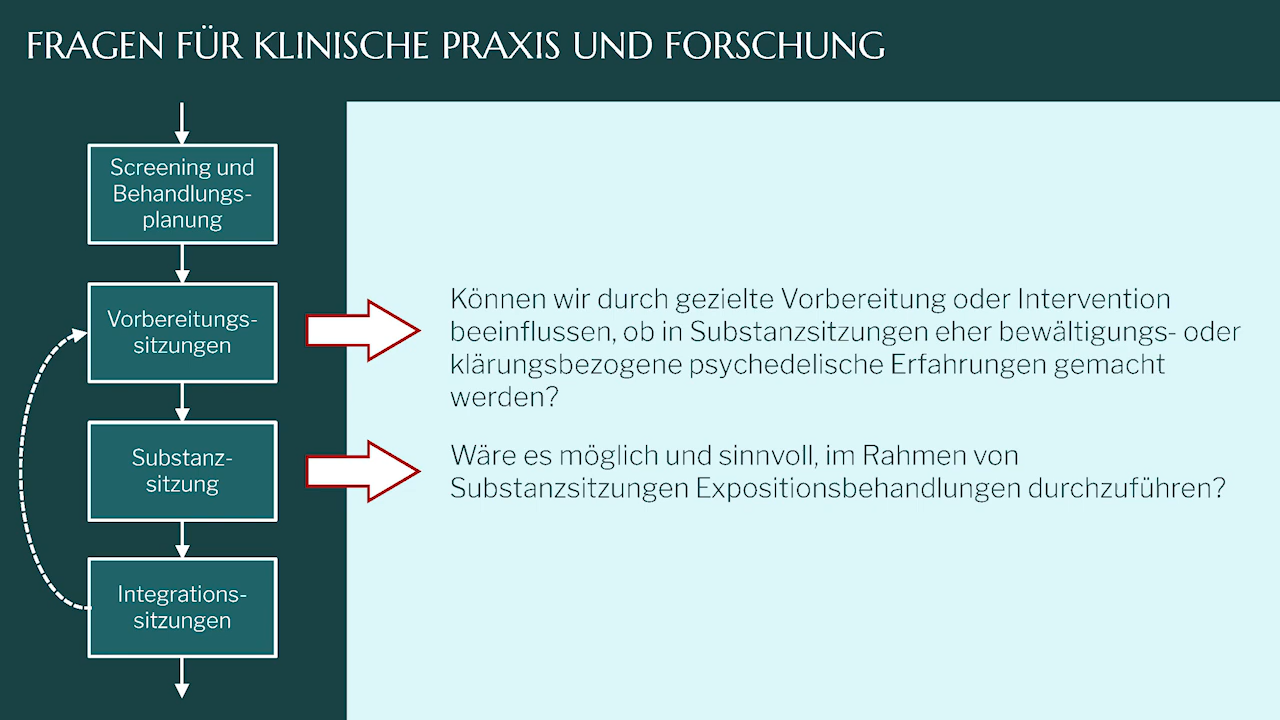 FRAGEN FÜR KLINISCHE PRAXIS UND FORSCHUNG
Screening und
Behandlungs-
planung
Vorbereitungs-
sitzungen
Können wir durch gezielte Vorbereitung oder Intervention
beeinflussen, ob in Substanzsitzungen eher bewältigungs- oder
klärungsbezogene psychedelische Erfahrungen gemacht
werden?
Substanz-
sitzung
Wäre es möglich und sinnvoll, im Rahmen von
Substanzsitzungen Expositionsbehandlungen durchzuführen?
Integrations-
sitzungen